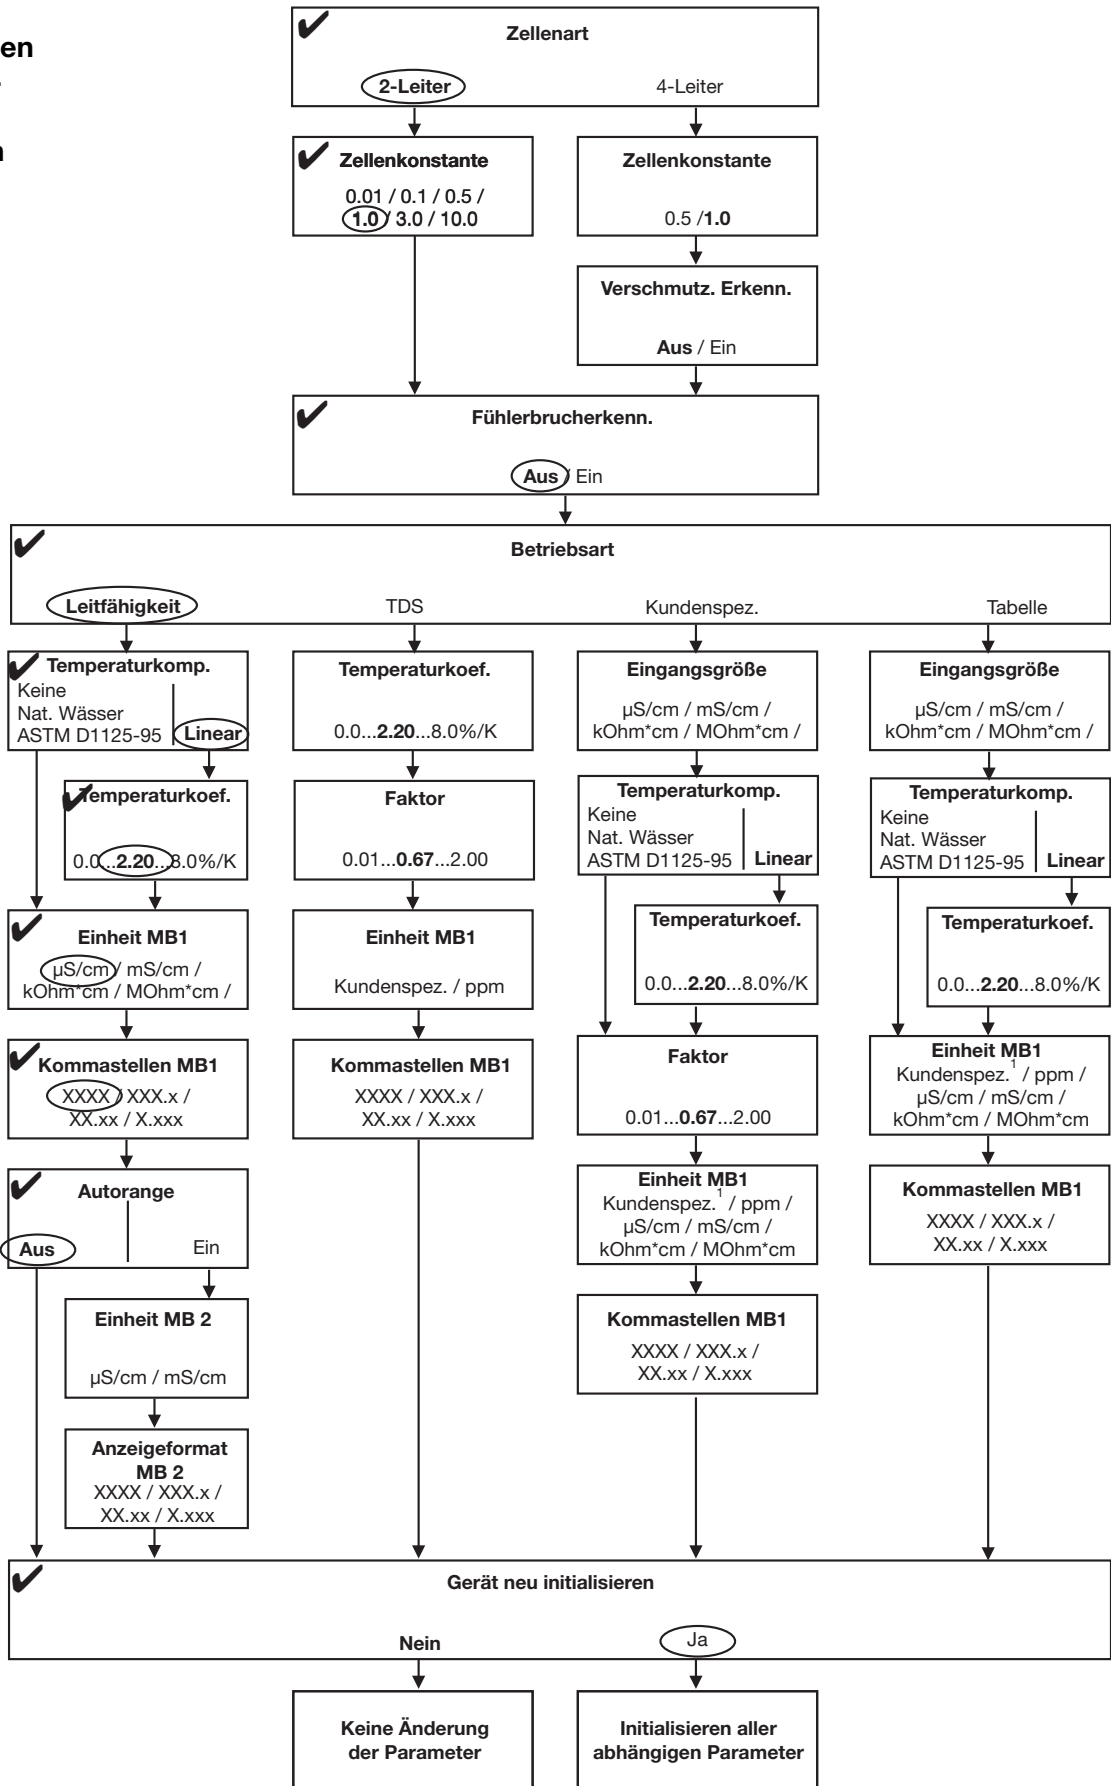 en
Zellenart
2-Leiter
4-Leiter
n
Zellenkonstante
0.01 / 0.1 / 0.5 /
1.0 / 3.0 / 10.0
Zellenkonstante
0.5 /1.0
Verschmutz. Erkenn.
Aus / Ein
Fühlerbrucherkenn.
Aus / Ein
Betriebsart
Leitfähigkeit
TDS
Kundenspez.
Tabelle
Temperaturkomp.
Keine
Nat. Wässer
ASTM D1125-95
Linear
Temperaturkoef.
0.0...2.20...8.0%/K
Einheit MB1
µS/cm / mS/cm /
kOhm*cm / MOhm*cm /
Kommastellen MB1
XXXX / XXX.x /
XX.xx / X.xxx
Autorange
Aus
Ein
Einheit MB 2
µS/cm / mS/cm
Anzeigeformat
MB 2
XXXX / XXX.x /
XX.xx / X.xxx
Temperaturkoef.
0.0...2.20...8.0%/K
Faktor
0.01...0.67...2.00
Einheit MB1
Kundenspez. / ppm
Kommastellen MB1
XXXX / XXX.x /
XX.xx / X.xxx
Eingangsgröße
µS/cm / mS/cm /
kOhm*cm / MOhm*cm /
Temperaturkomp.
Keine
Nat. Wässer
ASTM D1125-95
Linear
Temperaturkoef.
0.0...2.20...8.0%/K
Faktor
0.01...0.67...2.00
Einheit MB1
Kundenspez.1 / ppm /
µS/cm / mS/cm /
kOhm*cm / MOhm*cm
Kommastellen MB1
XXXX / XXX.x /
XX.xx / X.xxx
Eingangsgröße
µS/cm / mS/cm /
kOhm*cm / MOhm*cm /
Temperaturkomp.
Keine
Nat. Wässer
ASTM D1125-95
Linear
Temperaturkoef.
0.0...2.20...8.0%/K
Einheit MB1
Kundenspez.1 / ppm /
µS/cm / mS/cm /
kOhm*cm / MOhm*cm
Kommastellen MB1
XXXX / XXX.x /
XX.xx / X.xxx
Gerät neu initialisieren
Nein
Ja
Keine Änderung
der Parameter
Initialisieren aller
abhängigen Parameter